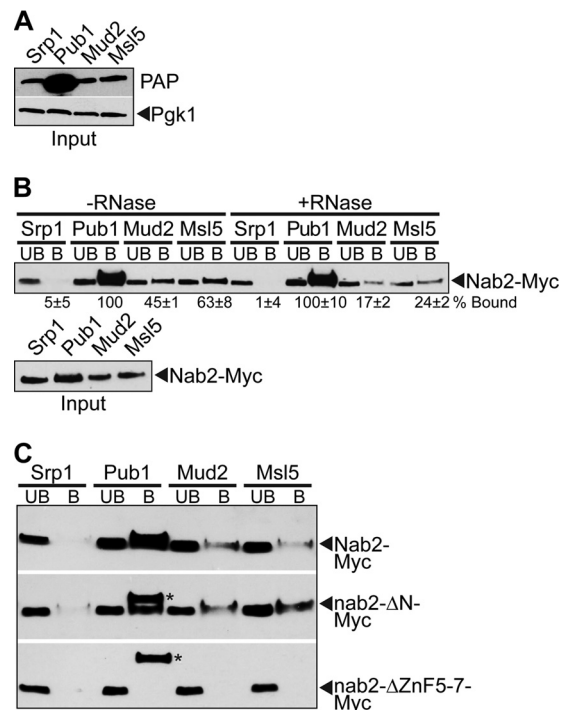 A
Srp1 Pub1 Mud2 Msl5
PAP
◄Pgk1
Input
B
-RNase +RNase
Srp1 Pub1 Mud2 Msl5 Srp1 Pub1 Mud2 Msl5
UB B UB B UB B UB B UB B UB B UB B UB B
◄Nab2-Myc
5±5 100 45±1 63±8 1±4 100±10 17±2 24±2 % Bound
Srp1 Pub1 Mud2 Msl5
◄Nab2-Myc
Input
C
Srp1 Pub1 Mud2 Msl5
UB B UB B UB B UB B
◄Nab2-
Myc
* ◄nab2-ΔN-
Myc
*
◄nab2-ΔZnF5-7-
Myc